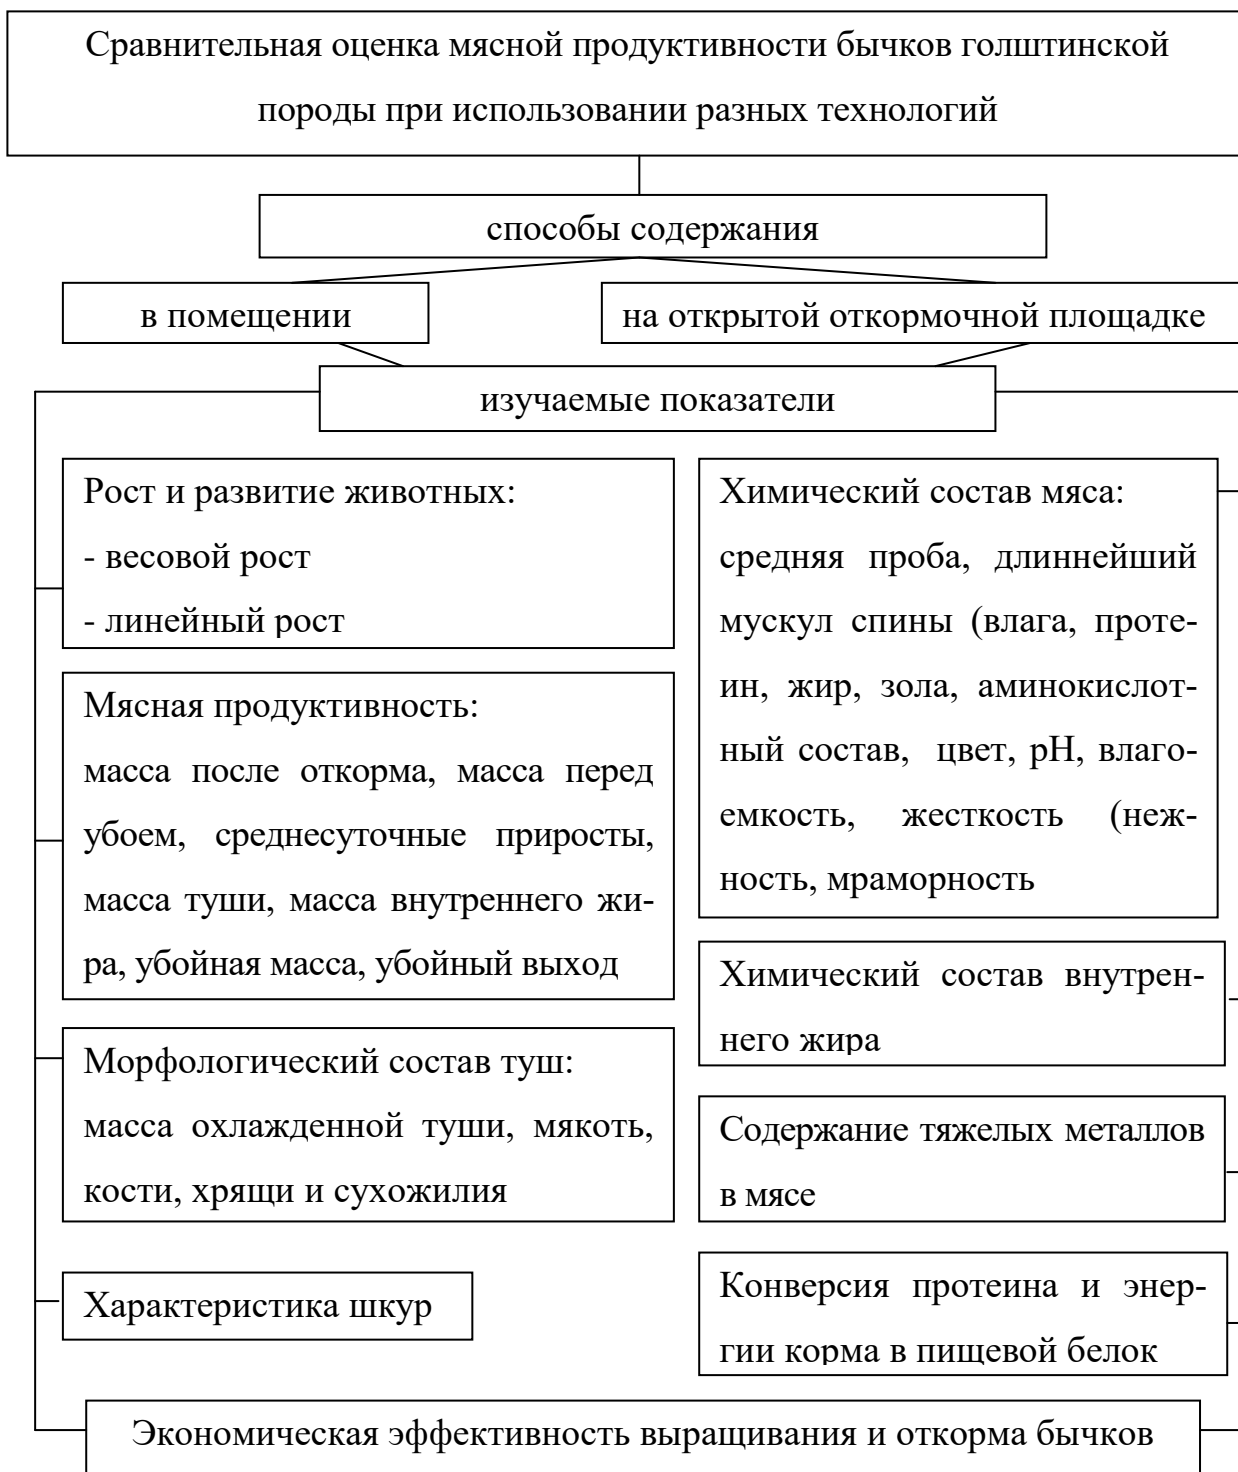 Сравнительная оценка мясной продуктивности бычков голштинской
породы при использовании разных технологий
способы содержания
в помещении
на открытой откормочной площадке
изучаемые показатели
Рост и развитие животных:
- весовой рост
- линейный рост
Мясная продуктивность:
масса после откорма, масса перед
убоем, среднесуточные приросты,
масса туши, масса внутреннего жи-
ра, убойная масса, убойный выход
Морфологический состав туш:
масса охлажденной туши, мякоть,
кости, хрящи и сухожилия
Характеристика шкур
Химический состав мяса:
средняя проба, длиннейший
мускул спины (влага, проте-
ин, жир, зола, аминокислот-
ный состав, цвет, pH, влаго-
емкость, жесткость (неж-
ность, мраморность
Химический состав внутрен-
него жира
Содержание тяжелых металлов
в мясе
Конверсия протеина и энер-
гии корма в пищевой белок
Экономическая эффективность выращивания и откорма бычков